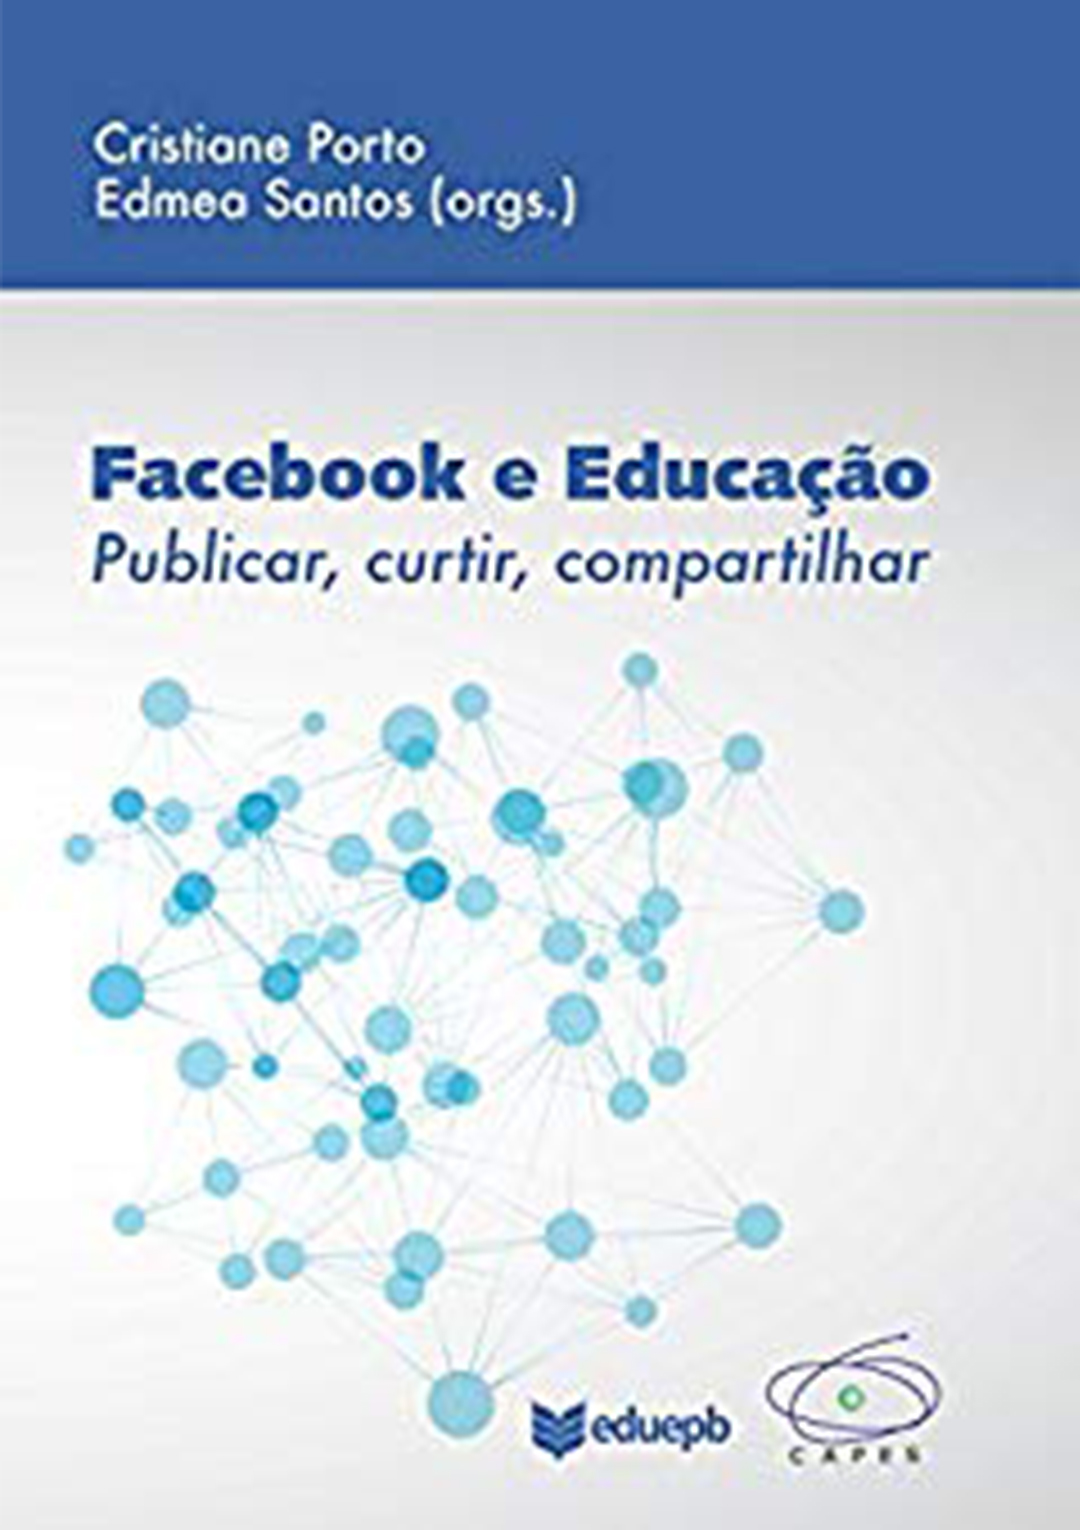 Cristiane Porto
Edmea Santos (orgs.)
Facebook e Educação
Publicar, curtir, compartilhar
eduepb
CAPES